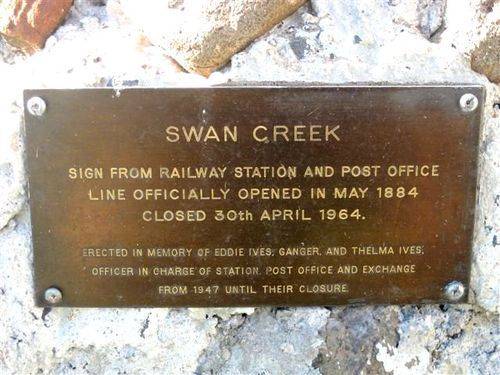 SWAN CREEK
SIGN FROM RAILWAY STATION AND POST OFFICE
LINE OFFICIALLY OPENED IN MAY 1884
CLOSED 30th APRIL 1964.
ERECTED IN MEMORY OF EDDIE IVES, GANGER, AND THELMA IVES,
OFFICER IN CHARGE OF STATION, POST OFFICE AND EXCHANGE
FROM 1947 UNTIL THEIR CLOSURE.